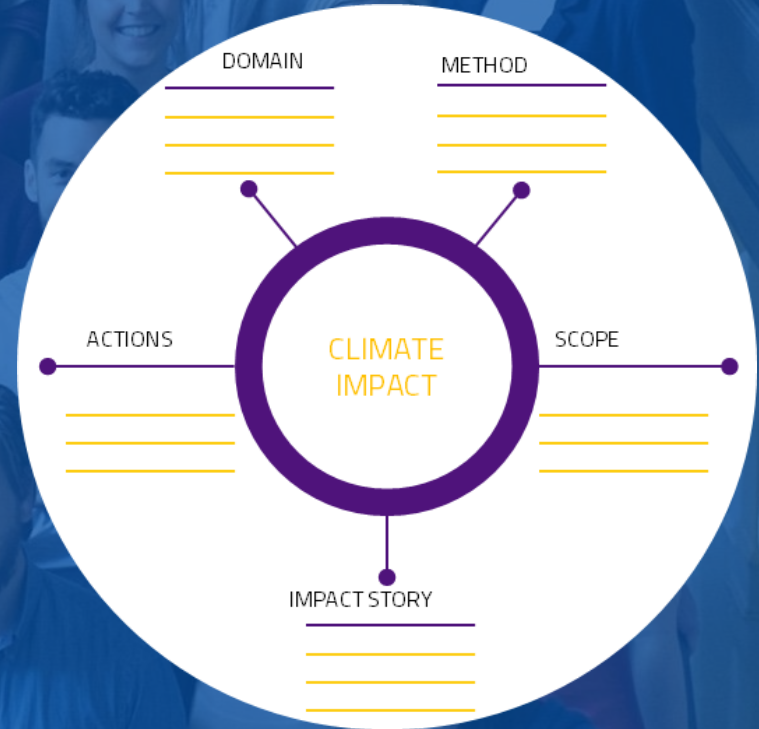 DOMAIN
METHOD
ACTIONS
CLIMATE
IMPACT
SCOPE
IMPACT STORY